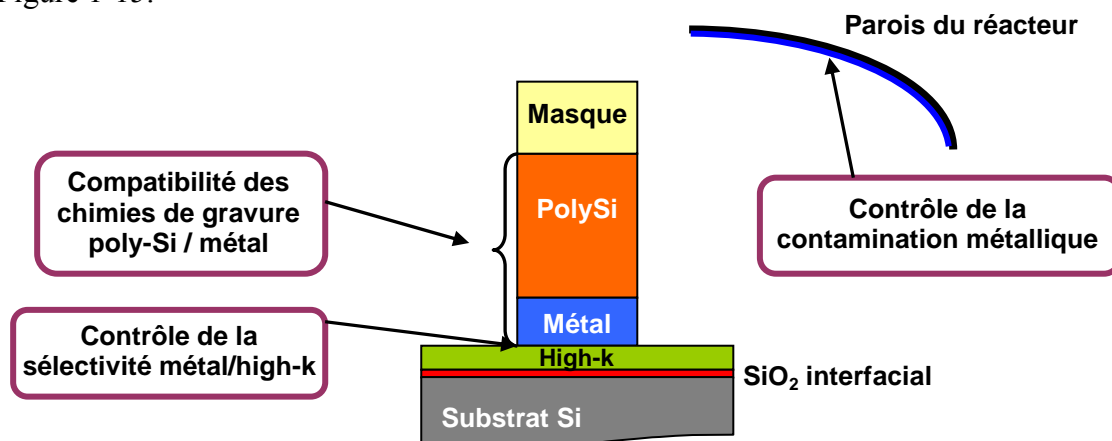 Figure 1-15.
Parois du réacteur
Masque
Compatibilité des
chimies de gravure
poly-Si / métal
PolySi
Contrôle de la
contamination métallique
Métal
Contrôle de la
sélectivité métal/high-k
High-k
SiO₂ interfacial
Substrat Si